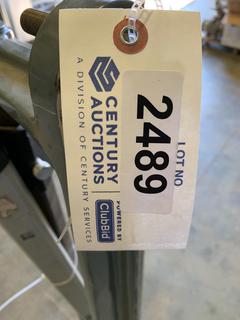 LOT NO
2489
CENTURY
AUCTIONS
A DIVISION OF CENTURY SERVICES
POWERED BY
ClubBid